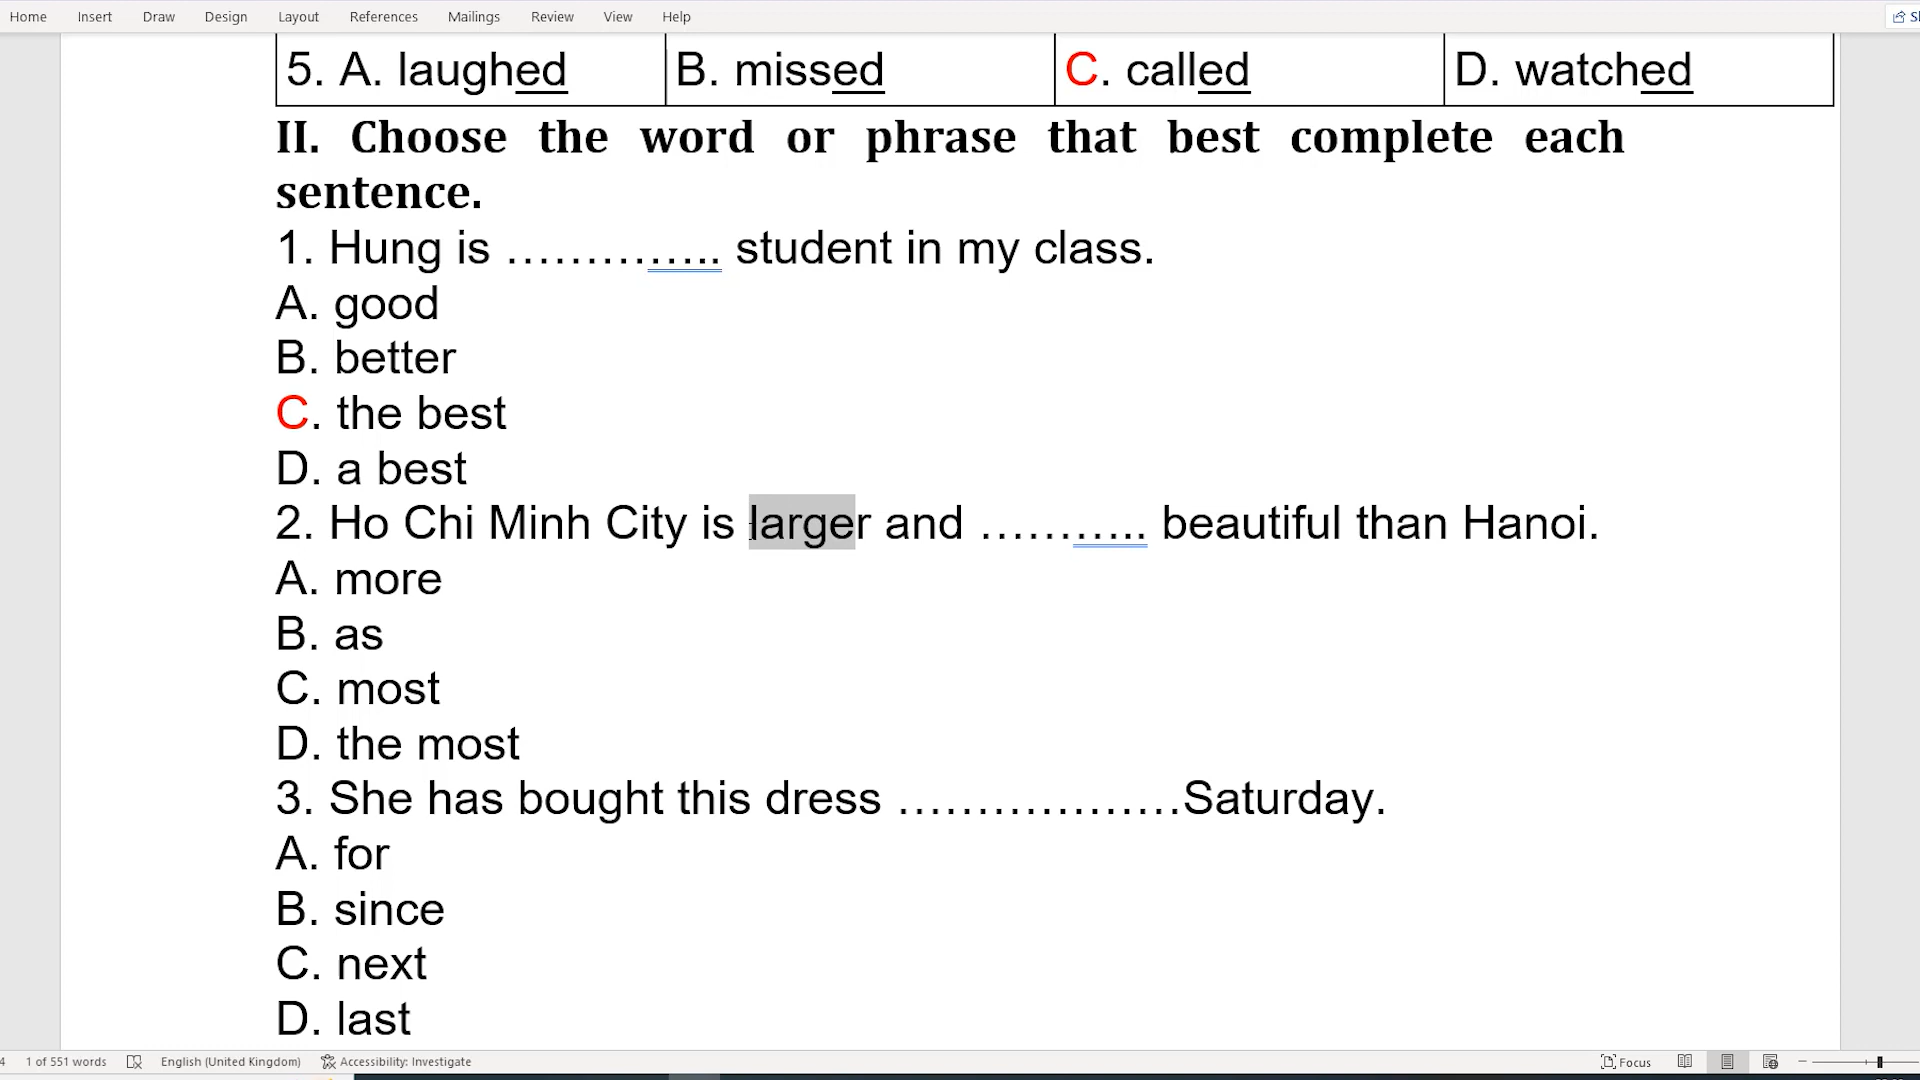 Home Insert Draw Design Layout References Mailings Review View Help
5. A. laughed B. missed C. called D. watched
II. Choose the word or phrase that best complete each
sentence.
1. Hung is ………….. student in my class.
A. good
B. better
C. the best
D. a best
2. Ho Chi Minh City is larger and ……….. beautiful than Hanoi.
A. more
B. as
C. most
D. the most
3. She has bought this dress ………………Saturday.
A. for
B. since
C. next
D. last
4 1 of 551 words English (United Kingdom) Accessibility: Investigate Focus